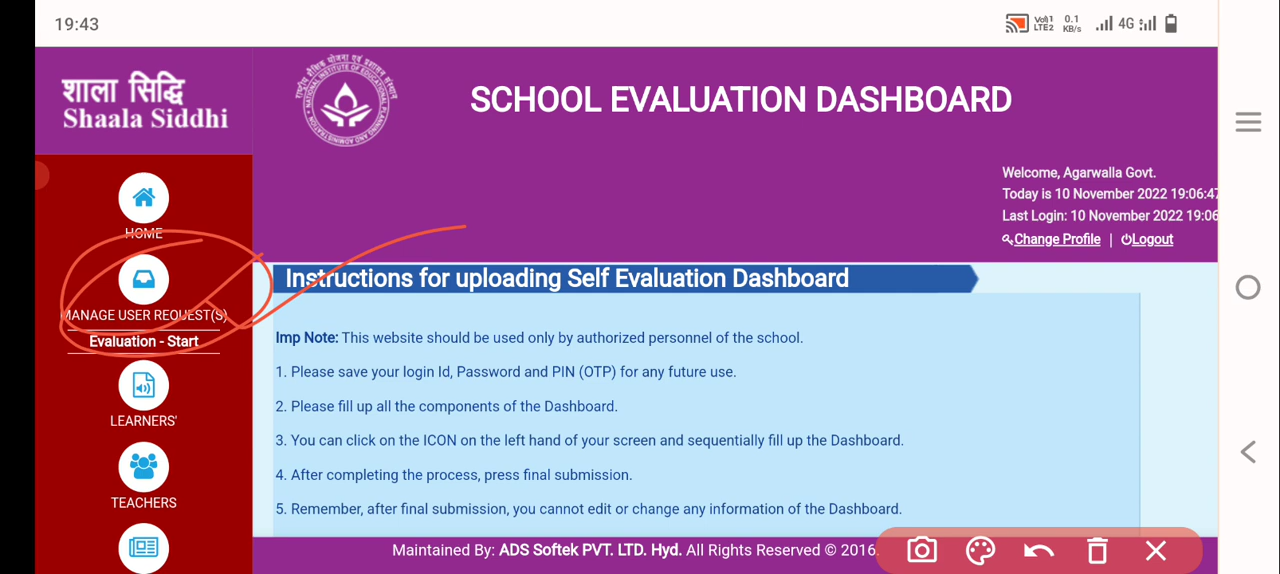 19:43
Vo)) 1
LTE2
0.1
KB/s
4G
शाला सिद्धि
Shaala Siddhi
SCHOOL EVALUATION DASHBOARD
Welcome, Agarwalla Govt.
Today is 10 November 2022 19:06:47
Last Login: 10 November 2022 19:06
Change Profile | Logout
HOME
MANAGE USER REQUEST(S)
Evaluation - Start
LEARNERS'
TEACHERS
Instructions for uploading Self Evaluation Dashboard
Imp Note: This website should be used only by authorized personnel of the school.
1. Please save your login Id, Password and PIN (OTP) for any future use.
2. Please fill up all the components of the Dashboard.
3. You can click on the ICON on the left hand of your screen and sequentially fill up the Dashboard.
4. After completing the process, press final submission.
5. Remember, after final submission, you cannot edit or change any information of the Dashboard.
Maintained By: ADS Softek PVT. LTD. Hyd. All Rights Reserved © 2016.